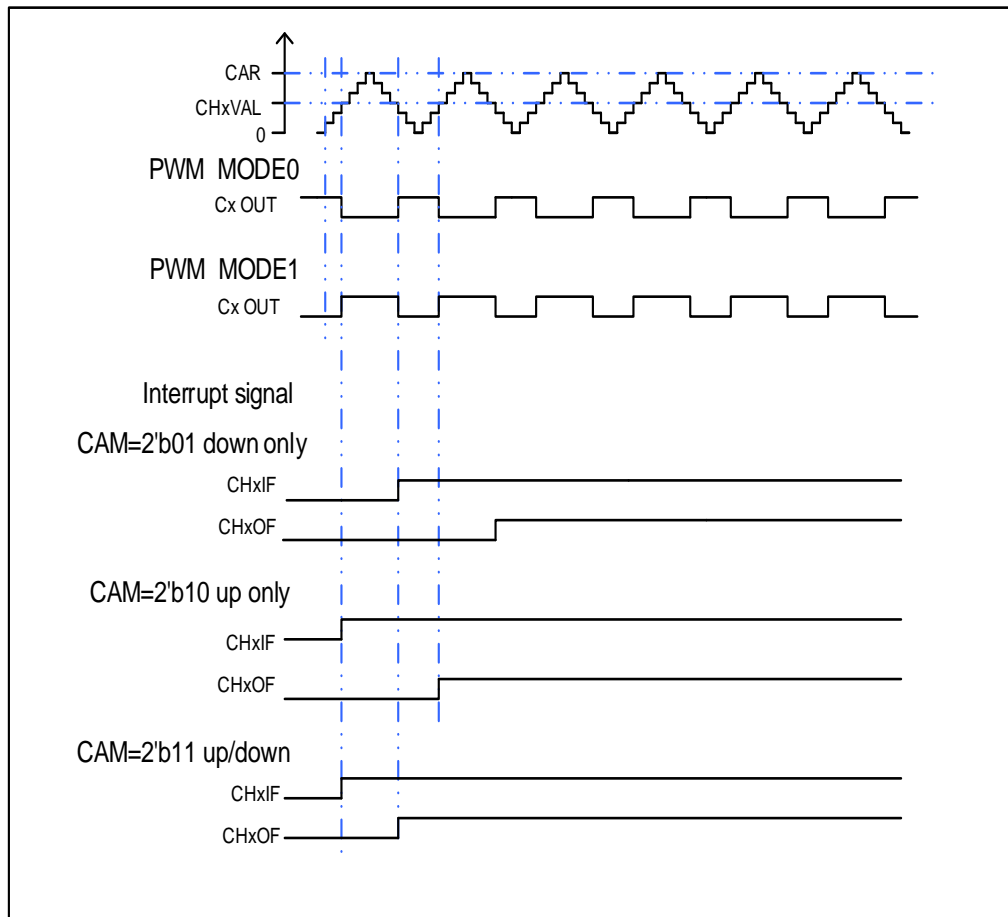 CAR
CHxVAL
0
PWM MODE0
Cx OUT
PWM MODE1
Cx OUT
Interrupt signal
CAM=2'b01 down only
CHxIF
CHxOF
CAM=2'b10 up only
CHxIF
CHxOF
CAM=2'b11 up/down
CHxIF
CHxOF